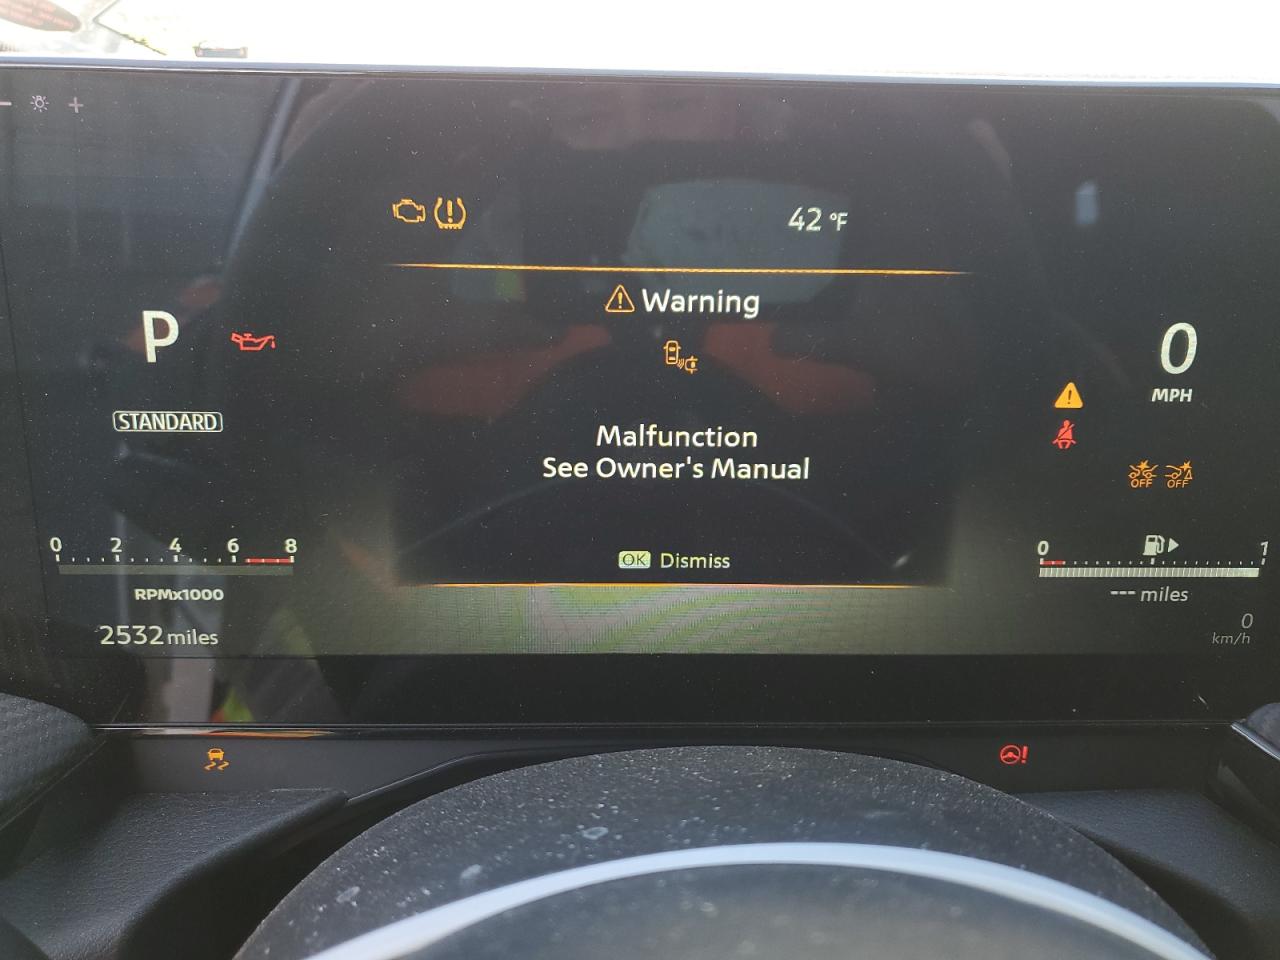 42 °F
Warning
P
0
MPH
STANDARD
Malfunction
See Owner's Manual
OFF OFF
0 2 4 6 8
0 1
OK Dismiss
RPMx1000
--- miles
2532 miles
0
km/h